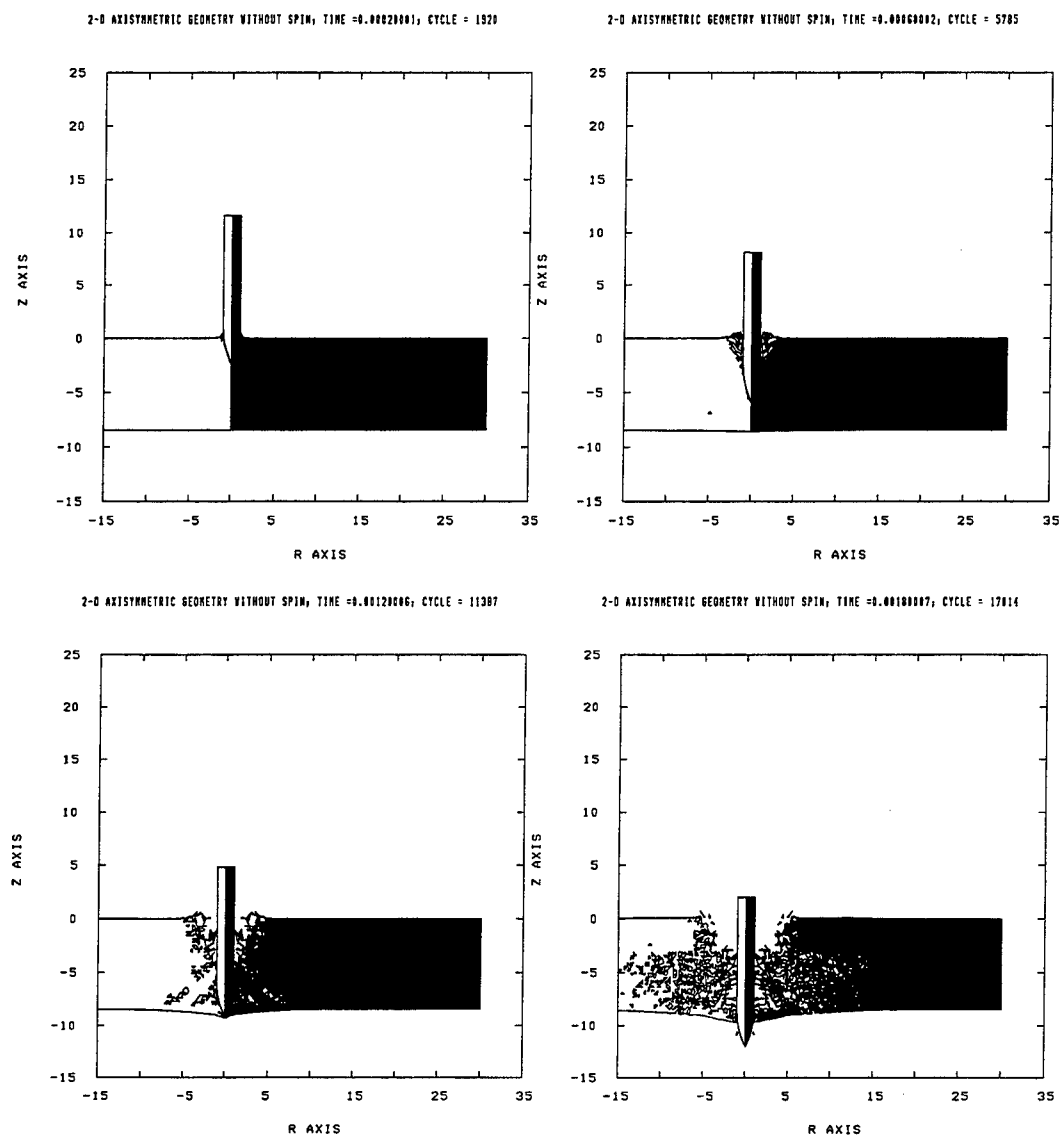 2-D AXISYMMETRIC GEOMETRY WITHOUT SPIN, TIME =0.00020001, CYCLE = 1920
25
20
15
10
5
0
-5
-10
-15
Z AXIS
-15 -5 5 15 25 35
R AXIS
2-D AXISYMMETRIC GEOMETRY WITHOUT SPIN, TIME =0.00060002, CYCLE = 5785
25
20
15
10
5
0
-5
-10
-15
Z AXIS
-15 -5 5 15 25 35
R AXIS
2-D AXISYMMETRIC GEOMETRY WITHOUT SPIN, TIME =0.00120006, CYCLE = 11387
25
20
15
10
5
0
-5
-10
-15
Z AXIS
-15 -5 5 15 25 35
R AXIS
2-D AXISYMMETRIC GEOMETRY WITHOUT SPIN, TIME =0.00180007, CYCLE = 17014
25
20
15
10
5
0
-5
-10
-15
Z AXIS
-15 -5 5 15 25 35
R AXIS